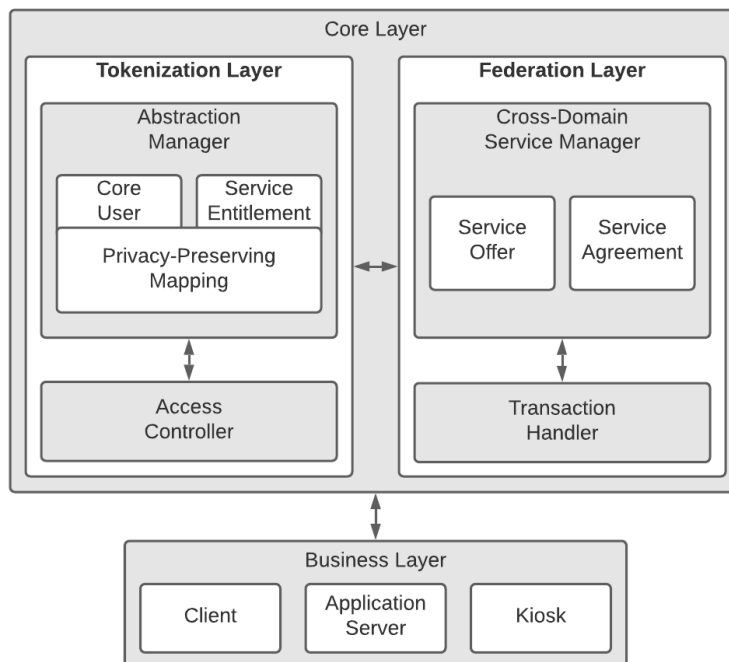 Core Layer
Tokenization Layer
Abstraction
Manager
Core
User
Service
Entitlement
Privacy-Preserving
Mapping
Access
Controller
Federation Layer
Cross-Domain
Service Manager
Service
Offer
Service
Agreement
Transaction
Handler
Business Layer
Client
Application
Server
Kiosk